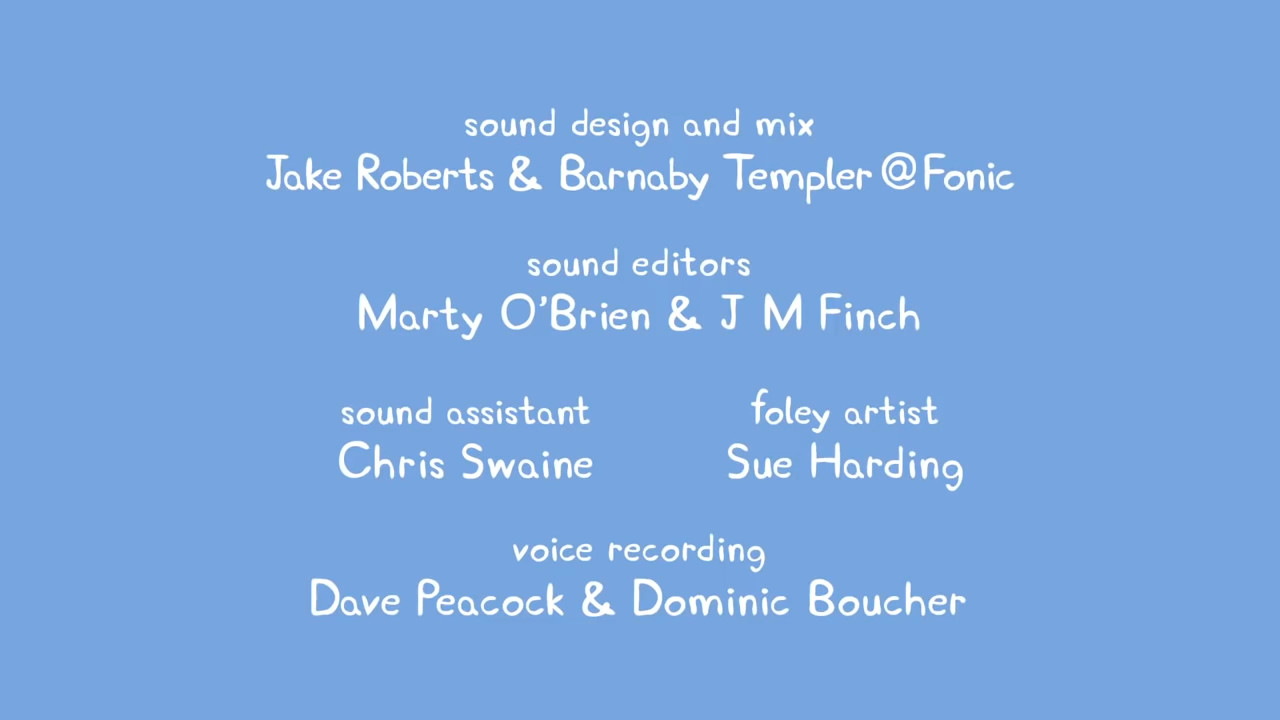 sound design and mix
Jake Roberts & Barnaby Templer @ Fonic
sound editors
Marty O'Brien & J M Finch
sound assistant
Chris Swaine
foley artist
Sue Harding
voice recording
Dave Peacock & Dominic Boucher